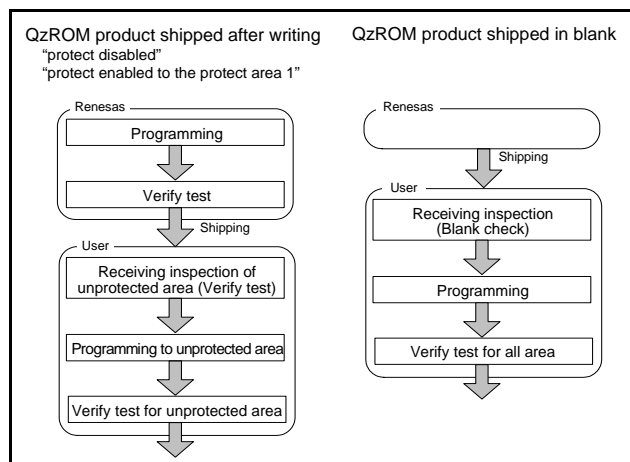 QzROM product shipped after writing
“protect disabled”
“protect enabled to the protect area 1”
Renesas
Programming
Verify test
Shipping
User
Receiving inspection of
unprotected area (Verify test)
Programming to unprotected area
Verify test for unprotected area
QzROM product shipped in blank
Renesas
Shipping
User
Receiving inspection
(Blank check)
Programming
Verify test for all area